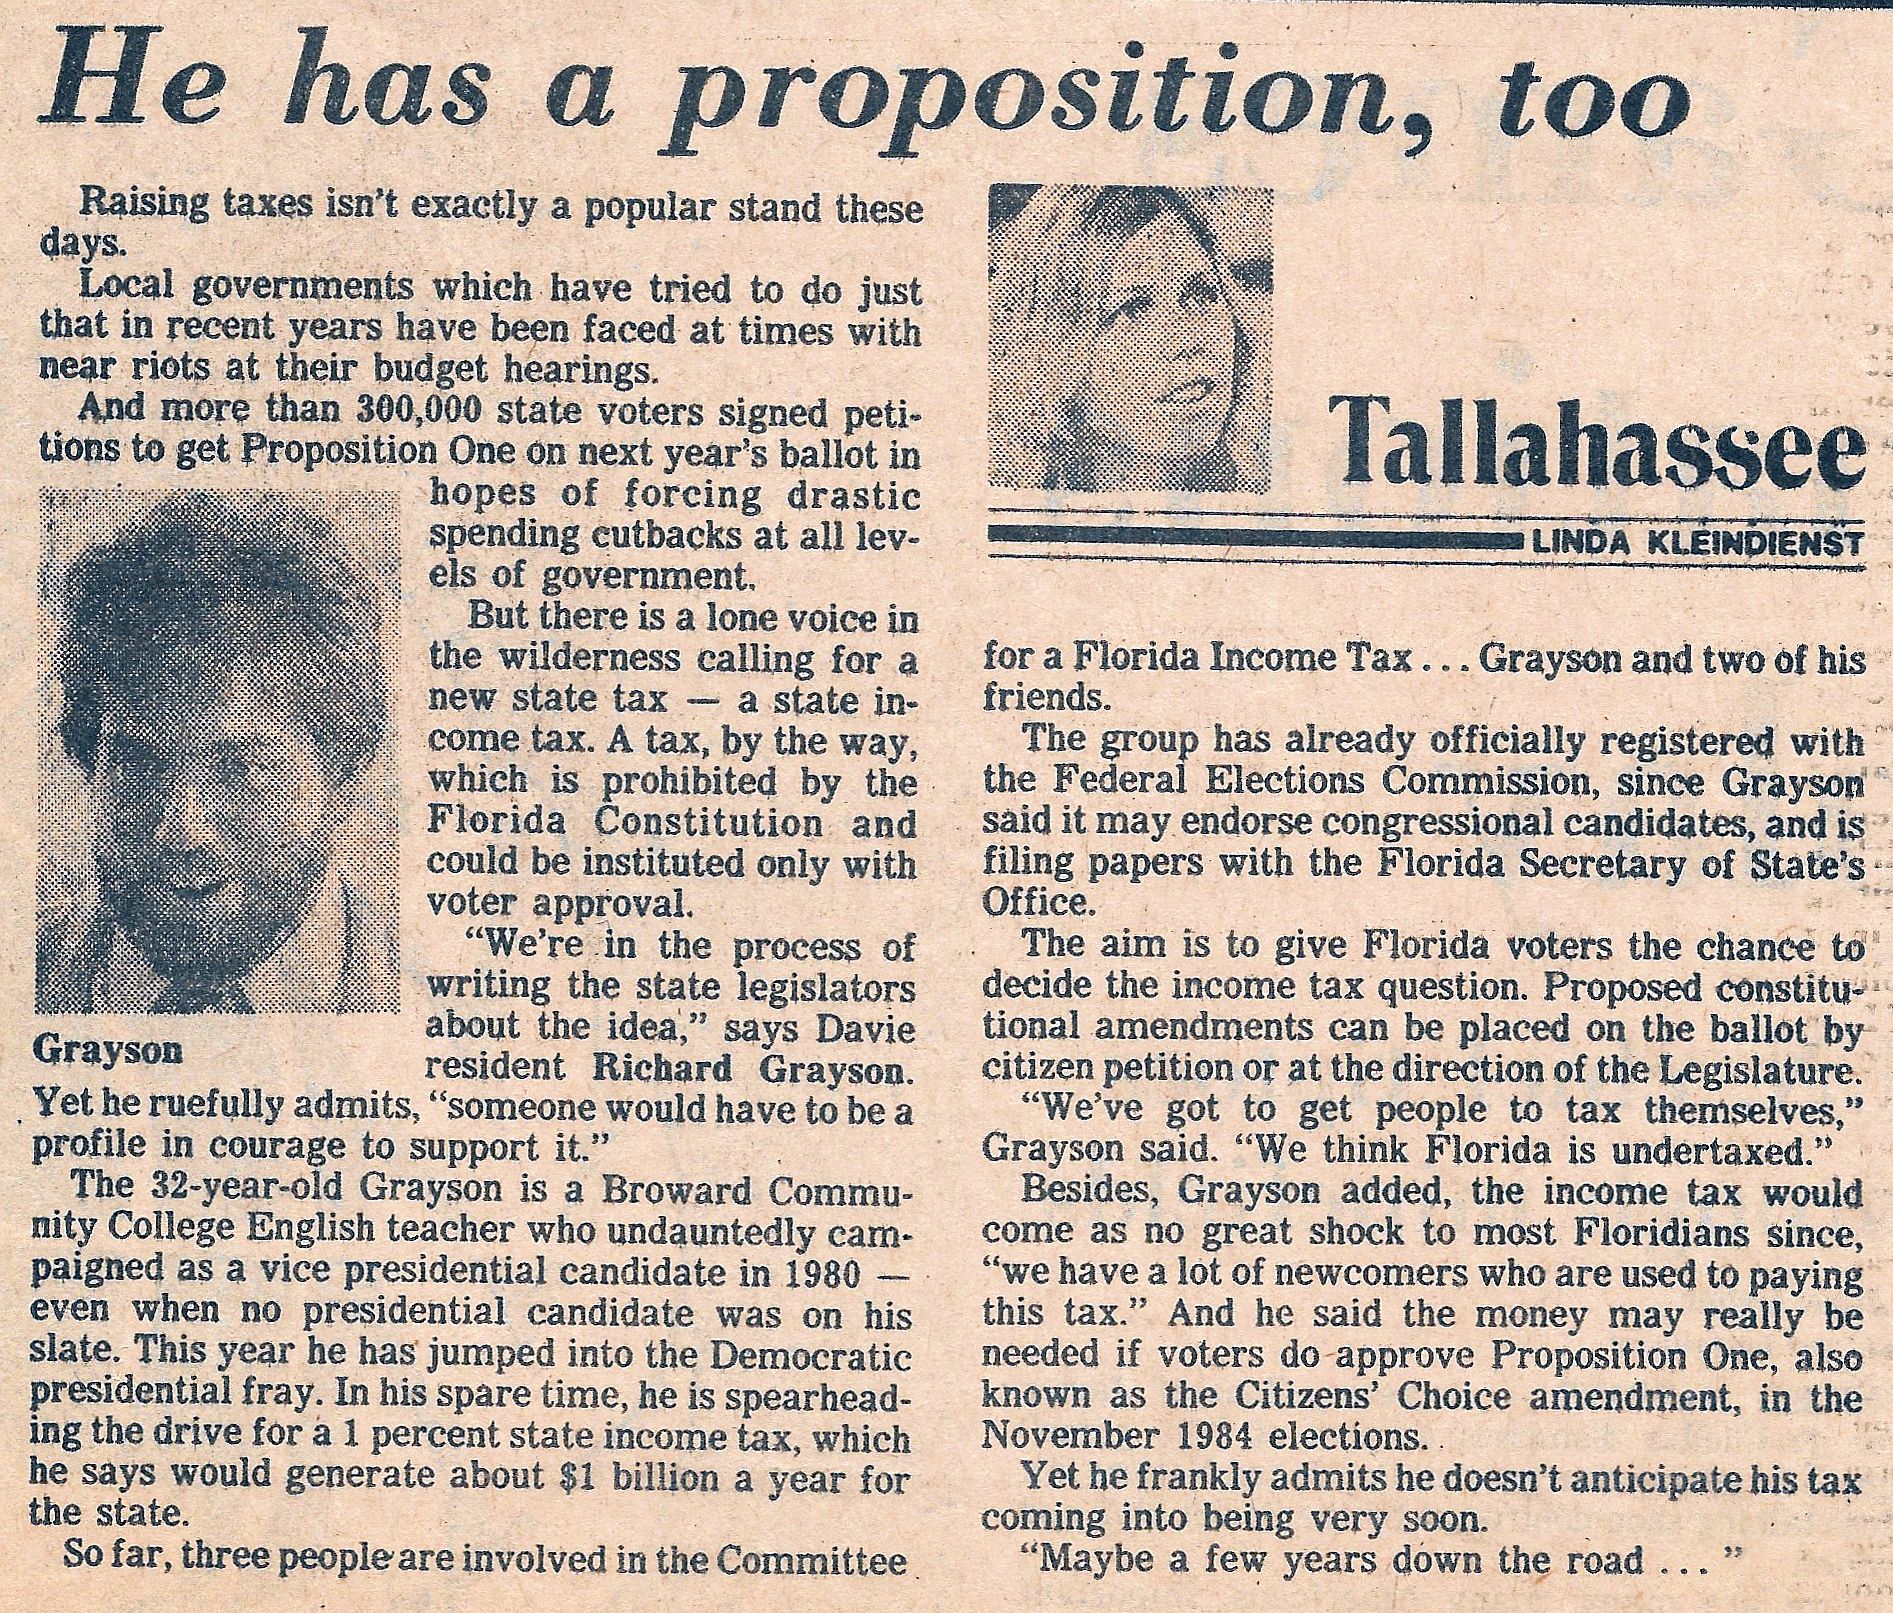 He has a proposition, too
Raising taxes isn't exactly a popular stand these
days.
Local governments which have tried to do just
that in recent years have been faced at times with
near riots at their budget hearings.
And more than 300,000 state voters signed peti-
tions to get Proposition One on next year's ballot in
hopes of forcing drastic
spending cutbacks at all lev-
els of government.
But there is a lone voice in
the wilderness calling for a
new state tax — a state in-
come tax. A tax, by the way,
which is prohibited by the
Florida Constitution and
could be instituted only with
voter approval.
"We're in the process of
writing the state legislators
about the idea," says Davie
resident Richard Grayson.
Grayson
Yet he ruefully admits, "someone would have to be a
profile in courage to support it."
The 32-year-old Grayson is a Broward Commu-
nity College English teacher who undauntedly cam-
paigned as a vice presidential candidate in 1980 —
even when no presidential candidate was on his
slate. This year he has jumped into the Democratic
presidential fray. In his spare time, he is spearhead-
ing the drive for a 1 percent state income tax, which
he says would generate about $1 billion a year for
the state.
So far, three people are involved in the Committee
Tallahassee
LINDA KLEINDIENST
for a Florida Income Tax ... Grayson and two of his
friends.
The group has already officially registered with
the Federal Elections Commission, since Grayson
said it may endorse congressional candidates, and is
filing papers with the Florida Secretary of State's
Office.
The aim is to give Florida voters the chance to
decide the income tax question. Proposed constitu-
tional amendments can be placed on the ballot by
citizen petition or at the direction of the Legislature.
"We've got to get people to tax themselves,"
Grayson said. "We think Florida is undertaxed."
Besides, Grayson added, the income tax would
come as no great shock to most Floridians since,
"we have a lot of newcomers who are used to paying
this tax." And he said the money may really be
needed if voters do approve Proposition One, also
known as the Citizens' Choice amendment, in the
November 1984 elections.
Yet he frankly admits he doesn't anticipate his tax
coming into being very soon.
"Maybe a few years down the road ... "